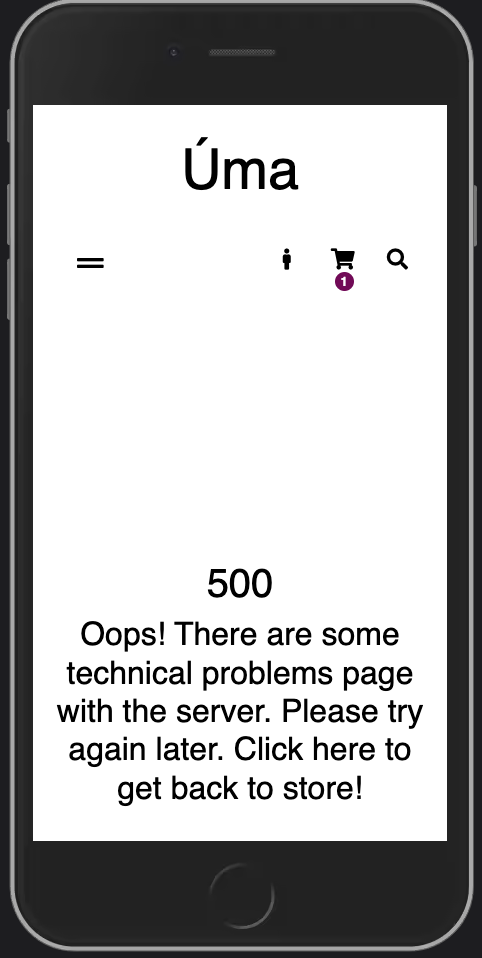 Úma
1
500
Oops! There are some
technical problems page
with the server. Please try
again later. Click here to
get back to store!